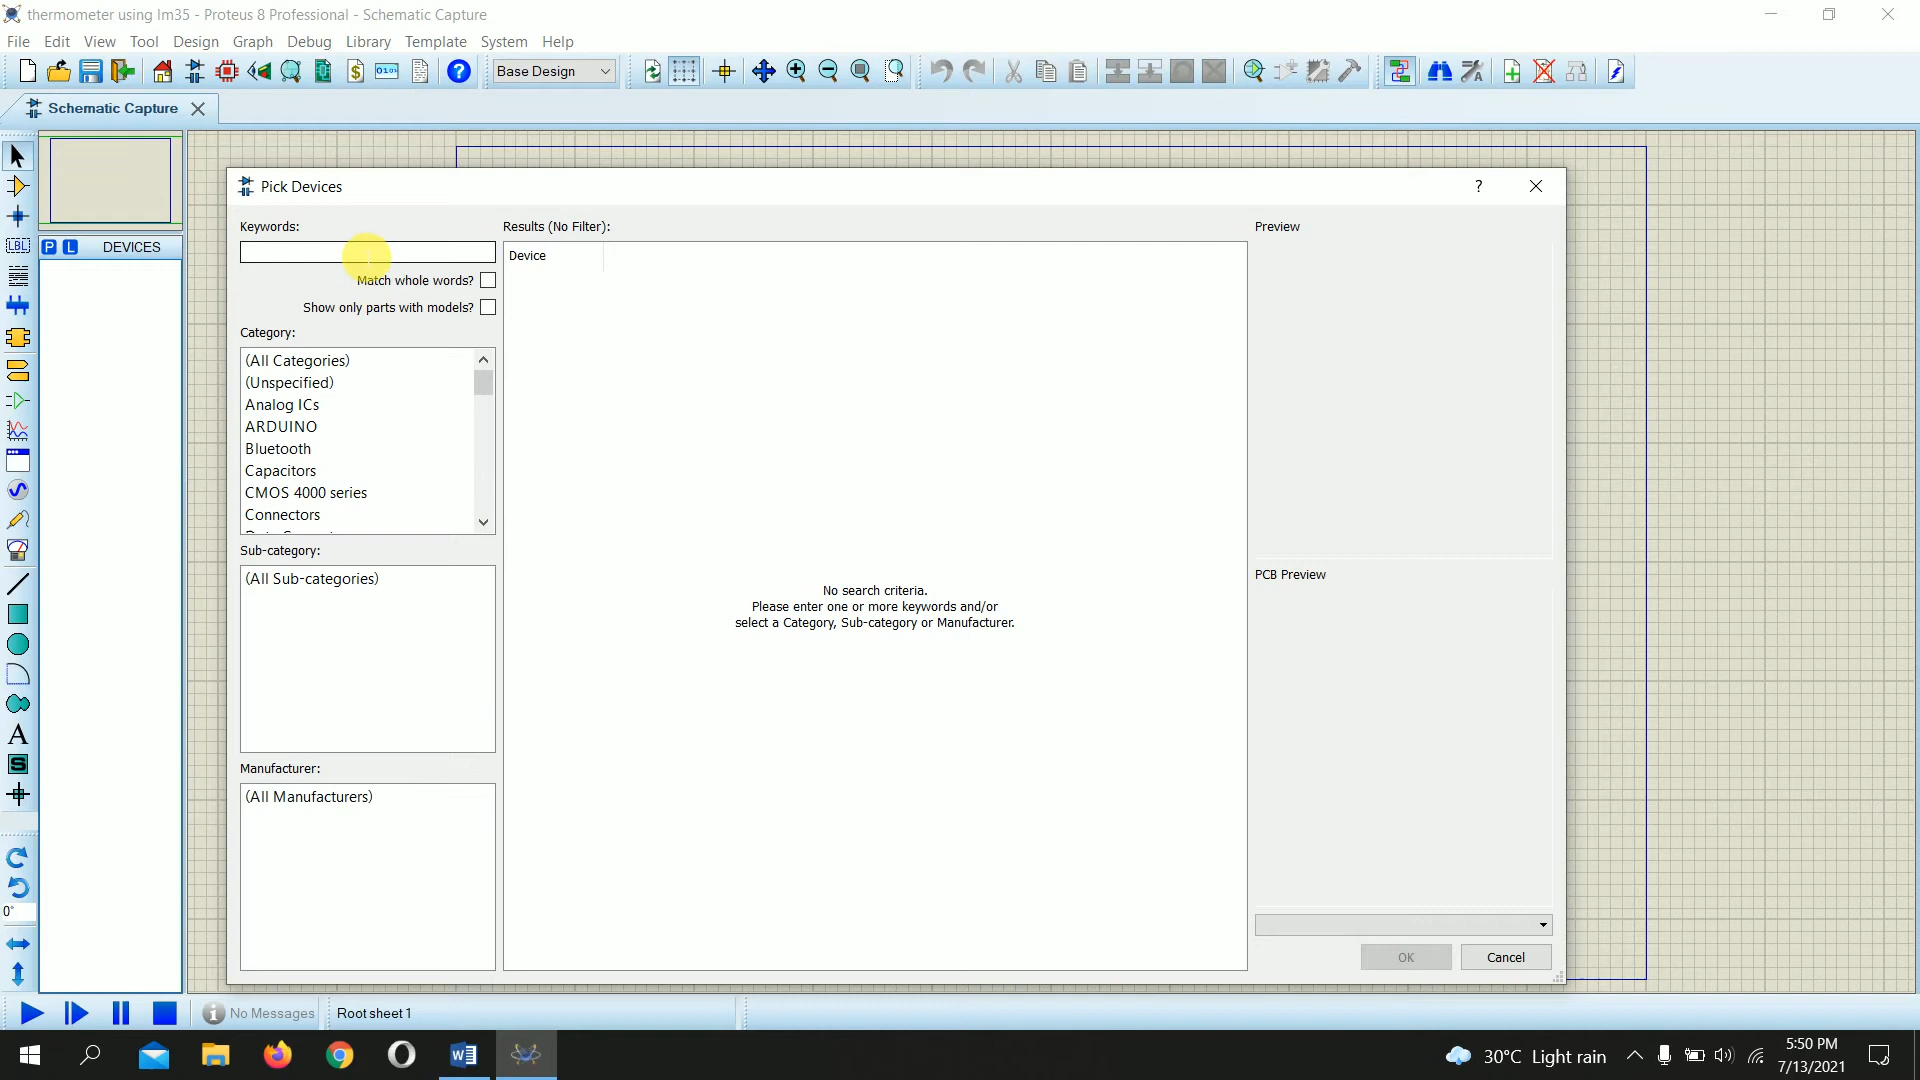 thermometer using lm35 - Proteus 8 Professional - Schematic Capture
File Edit View Tool Design Graph Debug Library Template System Help
Base Design
Schematic Capture
P L DEVICES
LBL
A
S
0°
Pick Devices
Keywords:
Match whole words?
Show only parts with models?
Category:
(All Categories)
(Unspecified)
Analog ICs
ARDUINO
Bluetooth
Capacitors
CMOS 4000 series
Connectors
Sub-category:
(All Sub-categories)
Manufacturer:
(All Manufacturers)
Results (No Filter):
Device
No search criteria.
Please enter one or more keywords and/or
select a Category, Sub-category or Manufacturer.
Preview
PCB Preview
OK Cancel
No Messages Root sheet 1
30°C Light rain
5:50 PM
7/13/2021